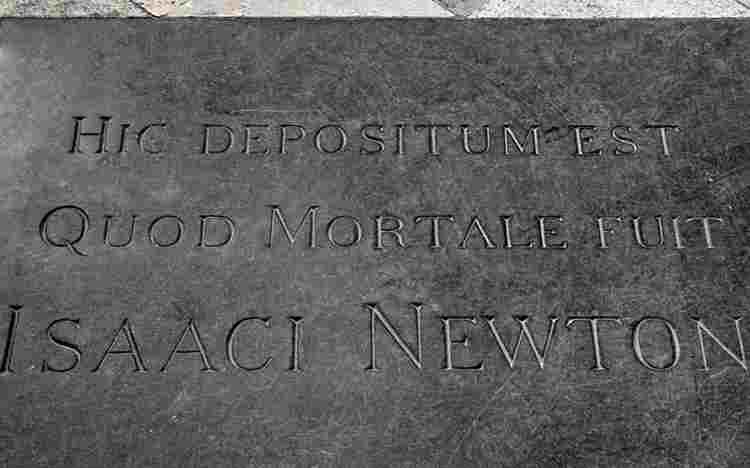 Hic depositum est
Quod Mortale fuit
Isaaci Newton